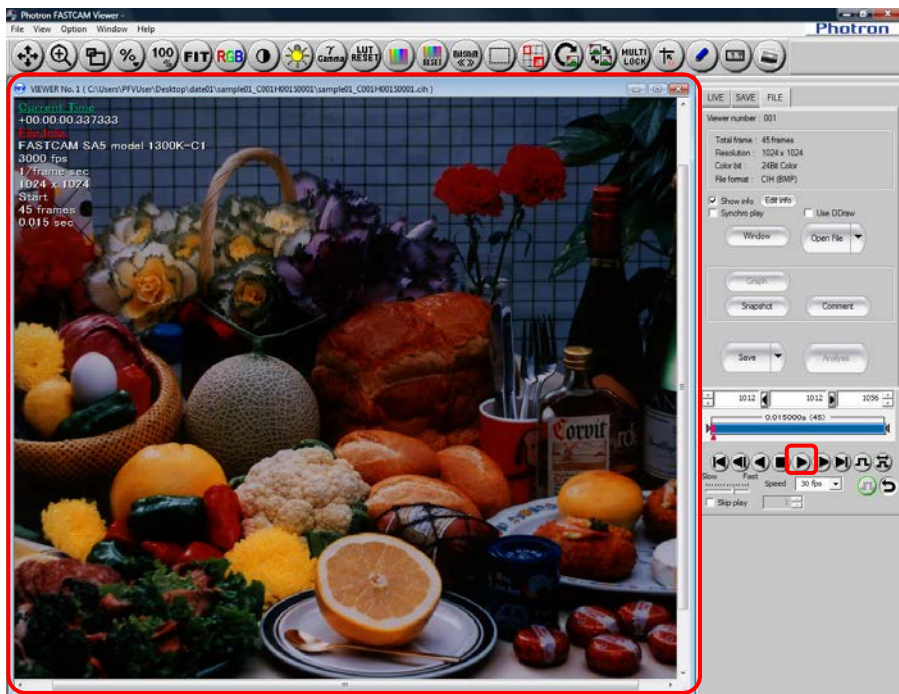 Photron FASTCAM Viewer -
File View Option Window Help
Photron
% 100 % FIT RGB γ Gamma LUT RESET RESET MULTI LOCK
VIEWER No. 1 ( C:\Users\PFVUser\Desktop\date01\sample01_C001H001S0001\sample01_C001H001S0001.cih )
Current Time
+00:00:00.337333
File Info
FASTCAM SA5 model 1300K-C1
3000 fps
1/frame sec
1024 x 1024
Start
45 frames
0.015 sec
Corvit
LIVE SAVE FILE
Viewer number : 001
Total frame : 45 frames
Resolution : 1024 x 1024
Color bit : 24Bit Color
File format : CIH (BMP)
Show info Edit info
Synchro play Use DDraw
Window Open File
Graph
Snapshot Comment
Save Analysis
1012 1012 1056
0.015000s (45)
Slow Fast Speed 30 fps
Skip play 1